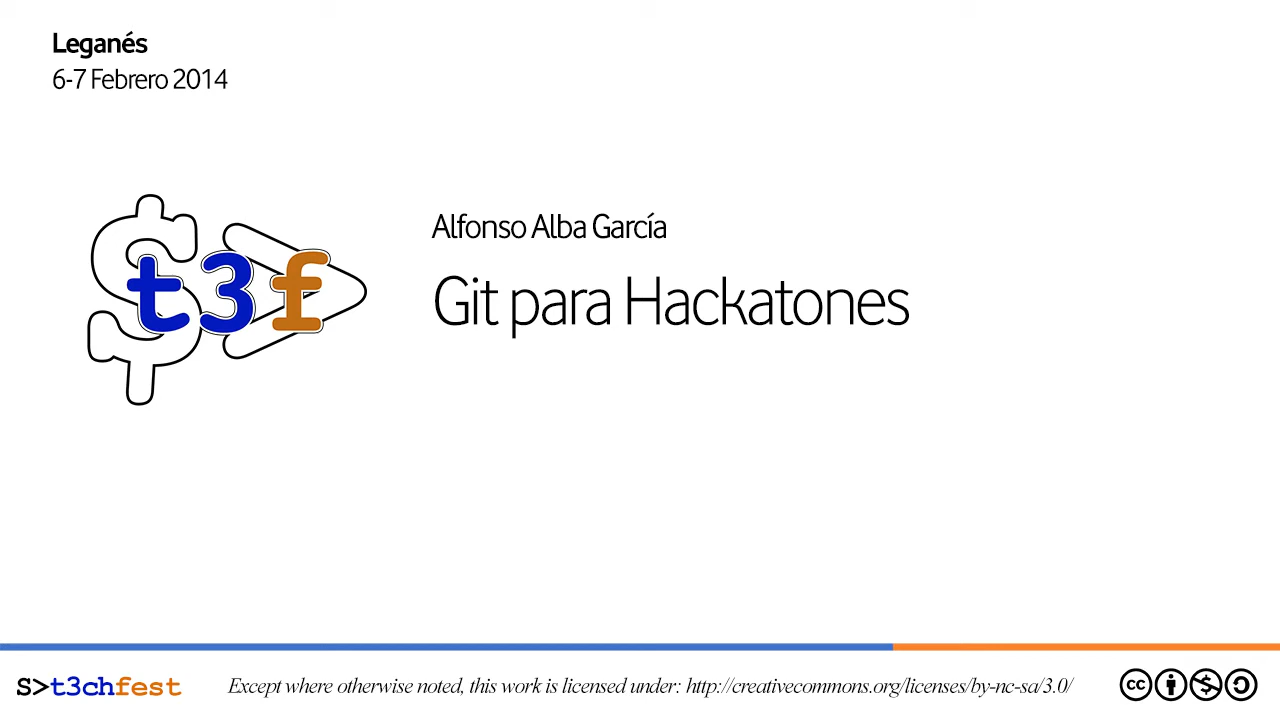 Leganés
6-7 Febrero 2014
$> t3f
Alfonso Alba García
Git para Hackatones
S>t3chfest
Except where otherwise noted, this work is licensed under: http://creativecommons.org/licenses/by-nc-sa/3.0/
cc